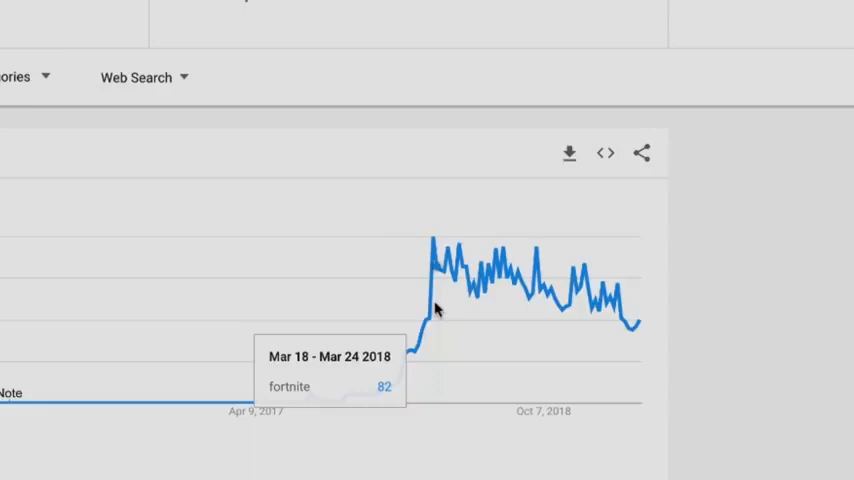 ories
Web Search
Mar 18 - Mar 24 2018
fortnite 82
Note
Apr 9, 2017
Oct 7, 2018